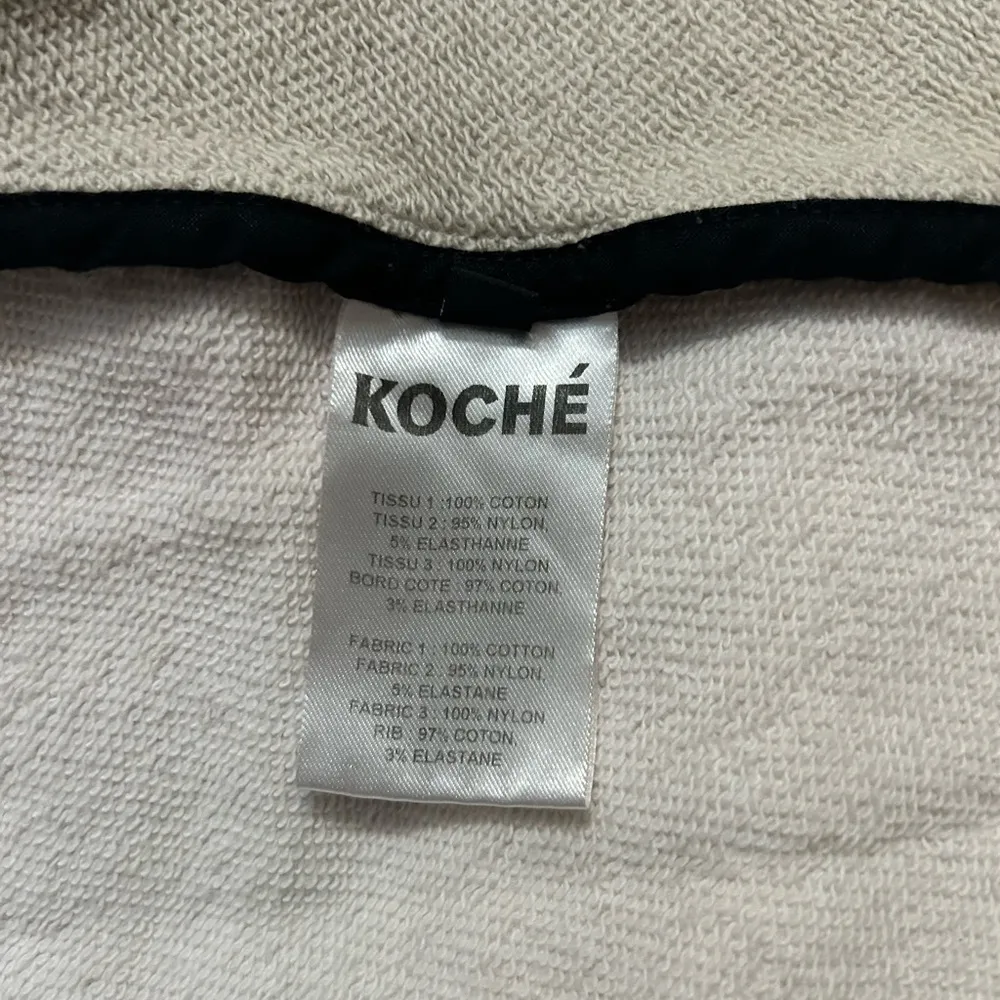 KOCHÉ
TISSU 1 :100% COTON
TISSU 2 : 95% NYLON,
5% ELASTHANNE
TISSU 3 : 100% NYLON
BORD COTE : 97% COTON,
3% ELASTHANNE
FABRIC 1 : 100% COTTON
FABRIC 2 : 95% NYLON,
5% ELASTANE
FABRIC 3 : 100% NYLON
RIB : 97% COTON,
3% ELASTANE